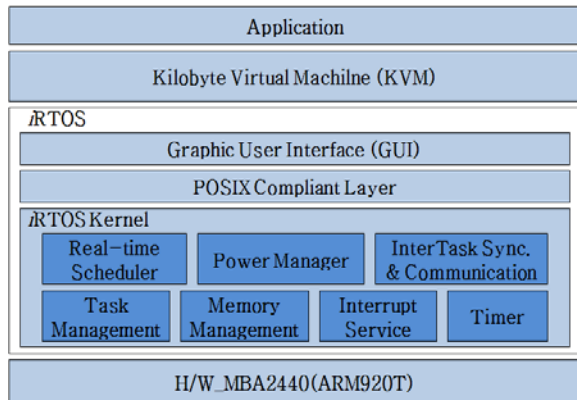 Application
Kilobyte Virtual Machilne (KVM)
iRTOS
Graphic User Interface (GUI)
POSIX Compliant Layer
iRTOS Kernel
Real-time
Scheduler
Power Manager
InterTask Sync.
& Communication
Task
Management
Memory
Management
Interrupt
Service
Timer
H/W_MBA2440(ARM920T)